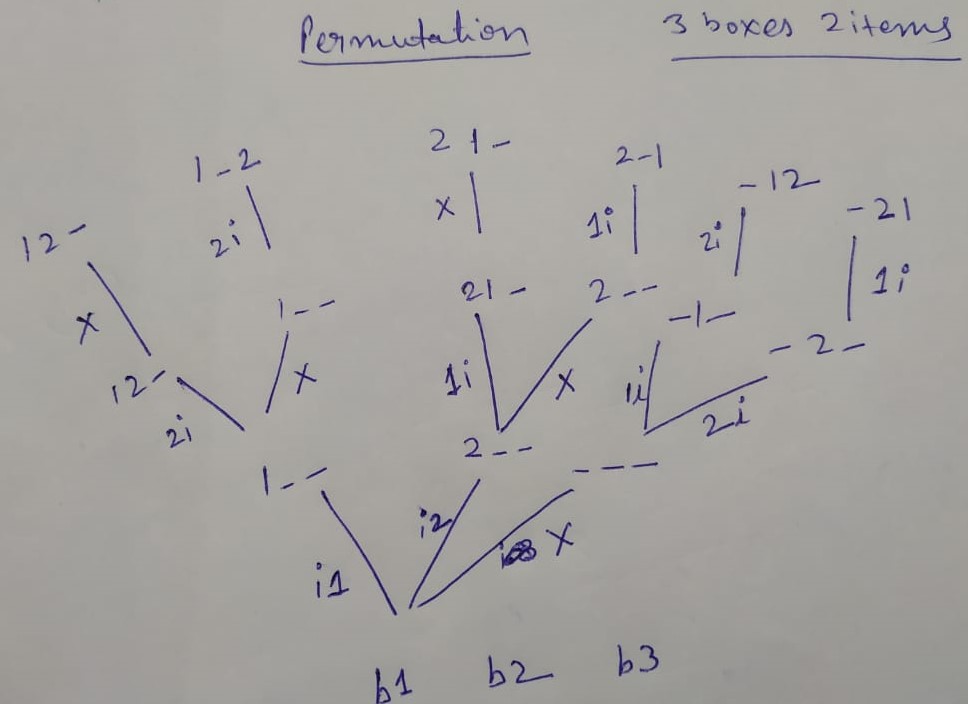 Permutation 3 boxes 2 items
12- 1-2 21- 2-1 -12 -21
x 2i x 1i 2i 1i
12- 1-- 21- 2-- -1- -2-
2i x 1i x 1i 2i
1-- 2-- ---
i1 i2 x
b1 b2 b3